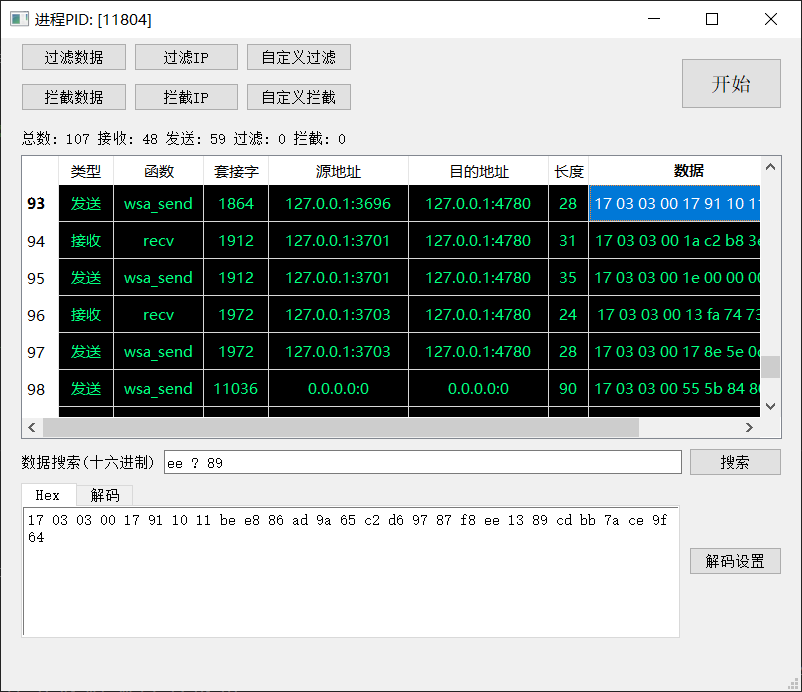 进程PID: [11804]
过滤数据 过滤IP 自定义过滤
开始
拦截数据 拦截IP 自定义拦截
总数: 107 接收: 48 发送: 59 过滤: 0 拦截: 0
类型 函数 套接字 源地址 目的地址 长度 数据
93 发送 wsa_send 1864 127.0.0.1:3696 127.0.0.1:4780 28 17 03 03 00 17 91 10 11
94 接收 recv 1912 127.0.0.1:3701 127.0.0.1:4780 31 17 03 03 00 1a c2 b8 3e
95 发送 wsa_send 1912 127.0.0.1:3701 127.0.0.1:4780 35 17 03 03 00 1e 00 00 00
96 接收 recv 1972 127.0.0.1:3703 127.0.0.1:4780 24 17 03 03 00 13 fa 74 73
97 发送 wsa_send 1972 127.0.0.1:3703 127.0.0.1:4780 28 17 03 03 00 17 8e 5e
98 发送 wsa_send 11036 0.0.0.0:0 0.0.0.0:0 90 17 03 03 00 55 5b 84
数据搜索(十六进制) ee ? 89 搜索
Hex 解码
17 03 03 00 17 91 10 11 be e8 86 ad 9a 65 c2 d6 97 87 f8 ee 13 89 cd bb 7a ce 9f
64
解码设置